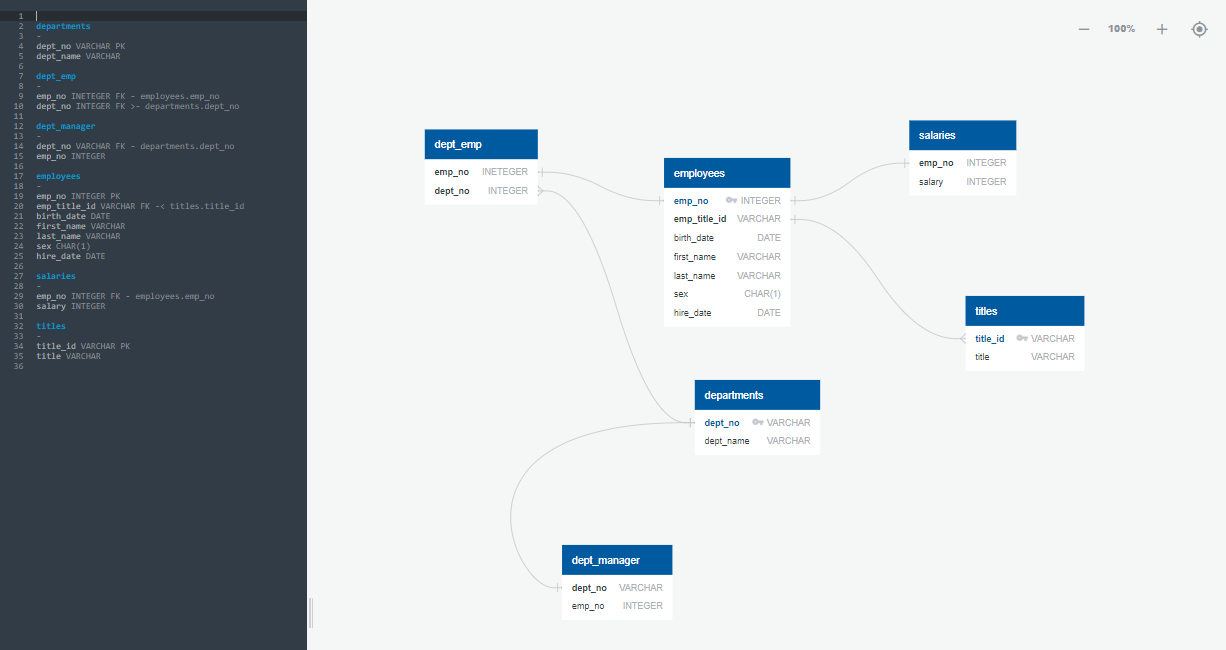 1
2 departments
3 -
4 dept_no VARCHAR PK
5 dept_name VARCHAR
6
7 dept_emp
8 -
9 emp_no INETEGER FK - employees.emp_no
10 dept_no INTEGER FK >- departments.dept_no
11
12 dept_manager
13 -
14 dept_no VARCHAR FK - departments.dept_no
15 emp_no INTEGER
16
17 employees
18 -
19 emp_no INTEGER PK
20 emp_title_id VARCHAR FK -< titles.title_id
21 birth_date DATE
22 first_name VARCHAR
23 last_name VARCHAR
24 sex CHAR(1)
25 hire_date DATE
26
27 salaries
28 -
29 emp_no INTEGER FK - employees.emp_no
30 salary INTEGER
31
32 titles
33 -
34 title_id VARCHAR PK
35 title VARCHAR
36
100%
dept_emp
emp_no INETEGER
dept_no INTEGER
employees
emp_no INTEGER
emp_title_id VARCHAR
birth_date DATE
first_name VARCHAR
last_name VARCHAR
sex CHAR(1)
hire_date DATE
salaries
emp_no INTEGER
salary INTEGER
titles
title_id VARCHAR
title VARCHAR
departments
dept_no VARCHAR
dept_name VARCHAR
dept_manager
dept_no VARCHAR
emp_no INTEGER